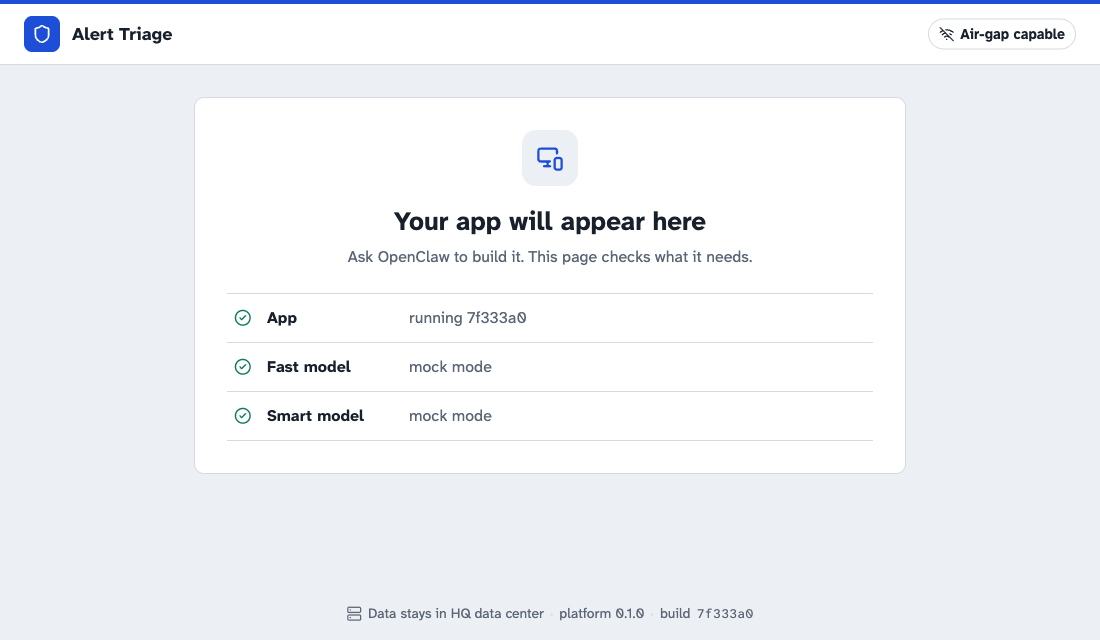 Alert Triage
Air-gap capable
Your app will appear here
Ask OpenClaw to build it. This page checks what it needs.
App running 7f333a0
Fast model mock mode
Smart model mock mode
Data stays in HQ data center · platform 0.1.0 · build 7f333a0